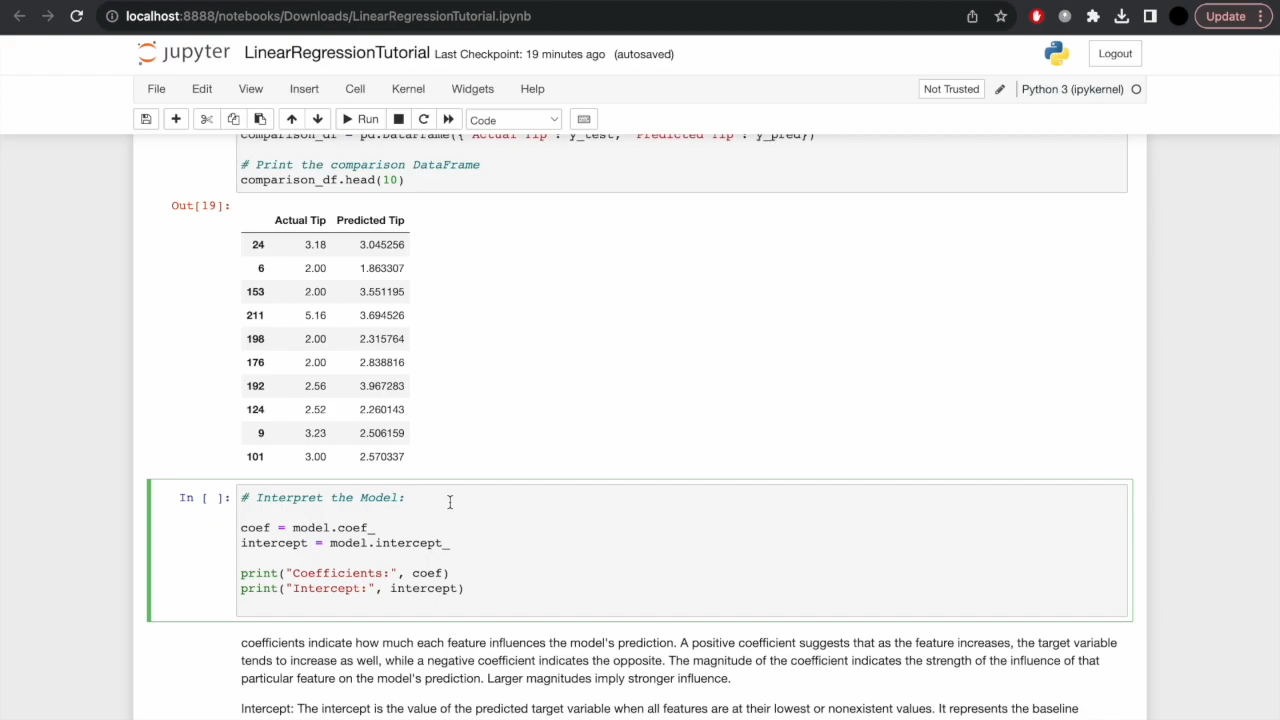 localhost:8888/notebooks/Downloads/LinearRegressionTutorial.ipynb
Update
jupyter LinearRegressionTutorial Last Checkpoint: 19 minutes ago (autosaved)
Logout
File Edit View Insert Cell Kernel Widgets Help
Not Trusted Python 3 (ipykernel)
Run Code
comparison_df = pd.DataFrame({'Actual Tip': y_test, 'Predicted Tip': y_pred})
# Print the comparison DataFrame
comparison_df.head(10)
Out[19]:
Actual Tip Predicted Tip
24 3.18 3.045256
6 2.00 1.863307
153 2.00 3.551195
211 5.16 3.694526
198 2.00 2.315764
176 2.00 2.838816
192 2.56 3.967283
124 2.52 2.260143
9 3.23 2.506159
101 3.00 2.570337
In [ ]: # Interpret the Model:
coef = model.coef_
intercept = model.intercept_
print("Coefficients:", coef)
print("Intercept:", intercept)
coefficients indicate how much each feature influences the model's prediction. A positive coefficient suggests that as the feature increases, the target variable
tends to increase as well, while a negative coefficient indicates the opposite. The magnitude of the coefficient indicates the strength of the influence of that
particular feature on the model's prediction. Larger magnitudes imply stronger influence.
Intercept: The intercept is the value of the predicted target variable when all features are at their lowest or nonexistent values. It represents the baseline